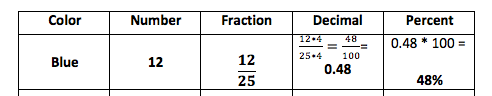 Color Number Fraction Decimal Percent
Blue 12 12/25 12*4/25*4 = 48/100 = 0.48 0.48 * 100 = 48%